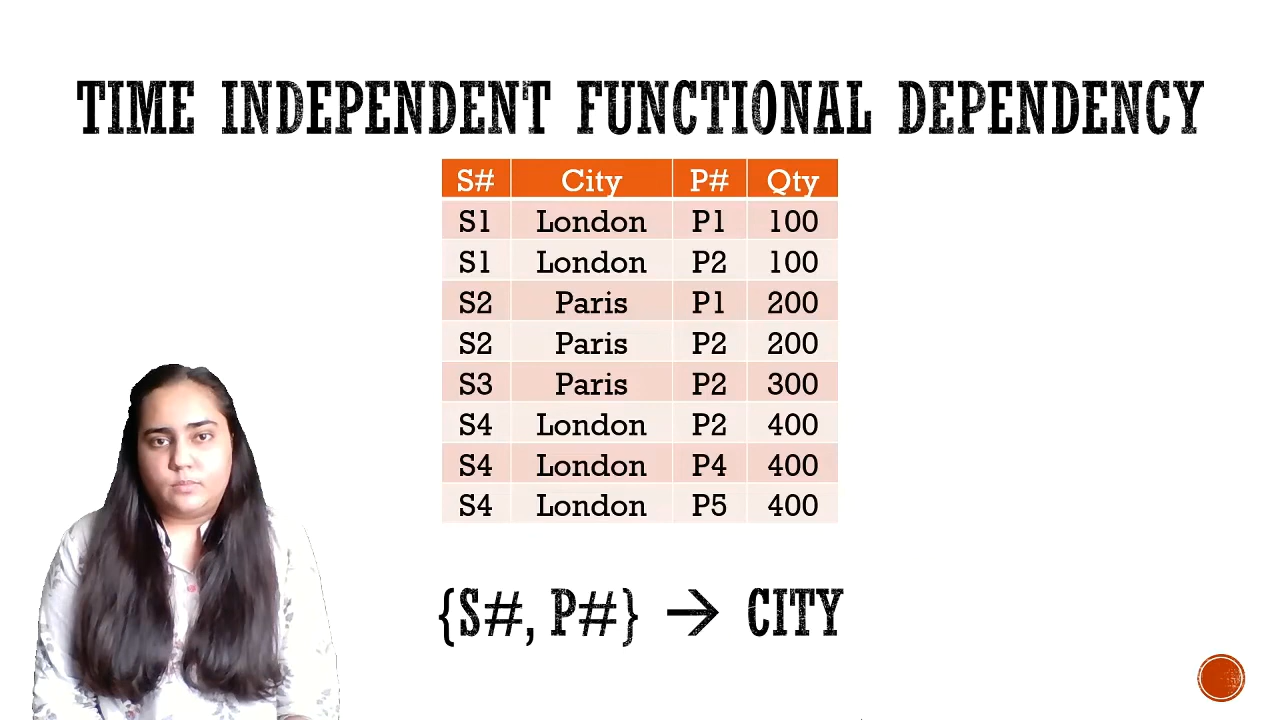 TIME INDEPENDENT FUNCTIONAL DEPENDENCY
S# City P# Qty
S1 London P1 100
S1 London P2 100
S2 Paris P1 200
S2 Paris P2 200
S3 Paris P2 300
S4 London P2 400
S4 London P4 400
S4 London P5 400
{S#, P#} → CITY